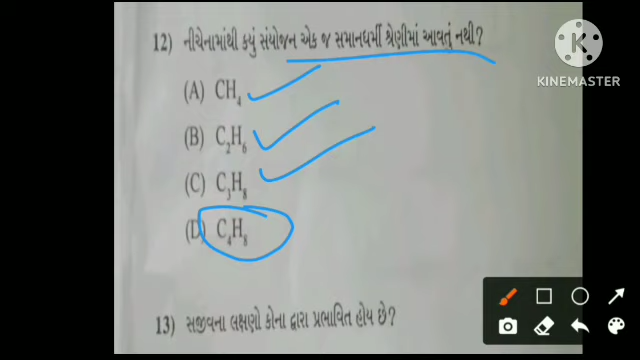 12) નીચેનામાંથી કયું સંયોજન એક જ સમાનધર્મી શ્રેણીમાં આવતું નથી?
(A) CH₄
(B) C₂H₆
(C) C₃H₈
(D) C₄H₈
13) સજીવના લક્ષણો કોના દ્વારા પ્રભાવિત હોય છે?
KINEMASTER